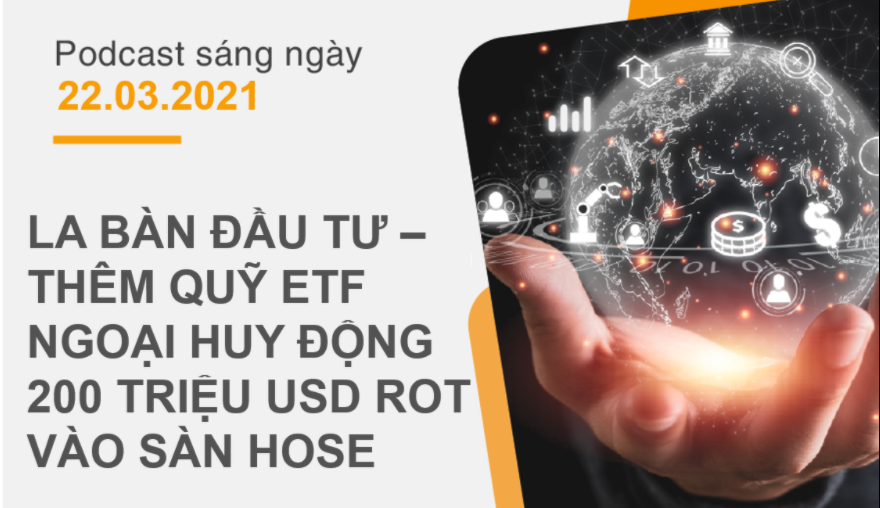 Podcast sáng ngày
22.03.2021
LA BÀN ĐẦU TƯ –
THÊM QUỸ ETF
NGOẠI HUY ĐỘNG
200 TRIỆU USD ROT
VÀO SÀN HOSE